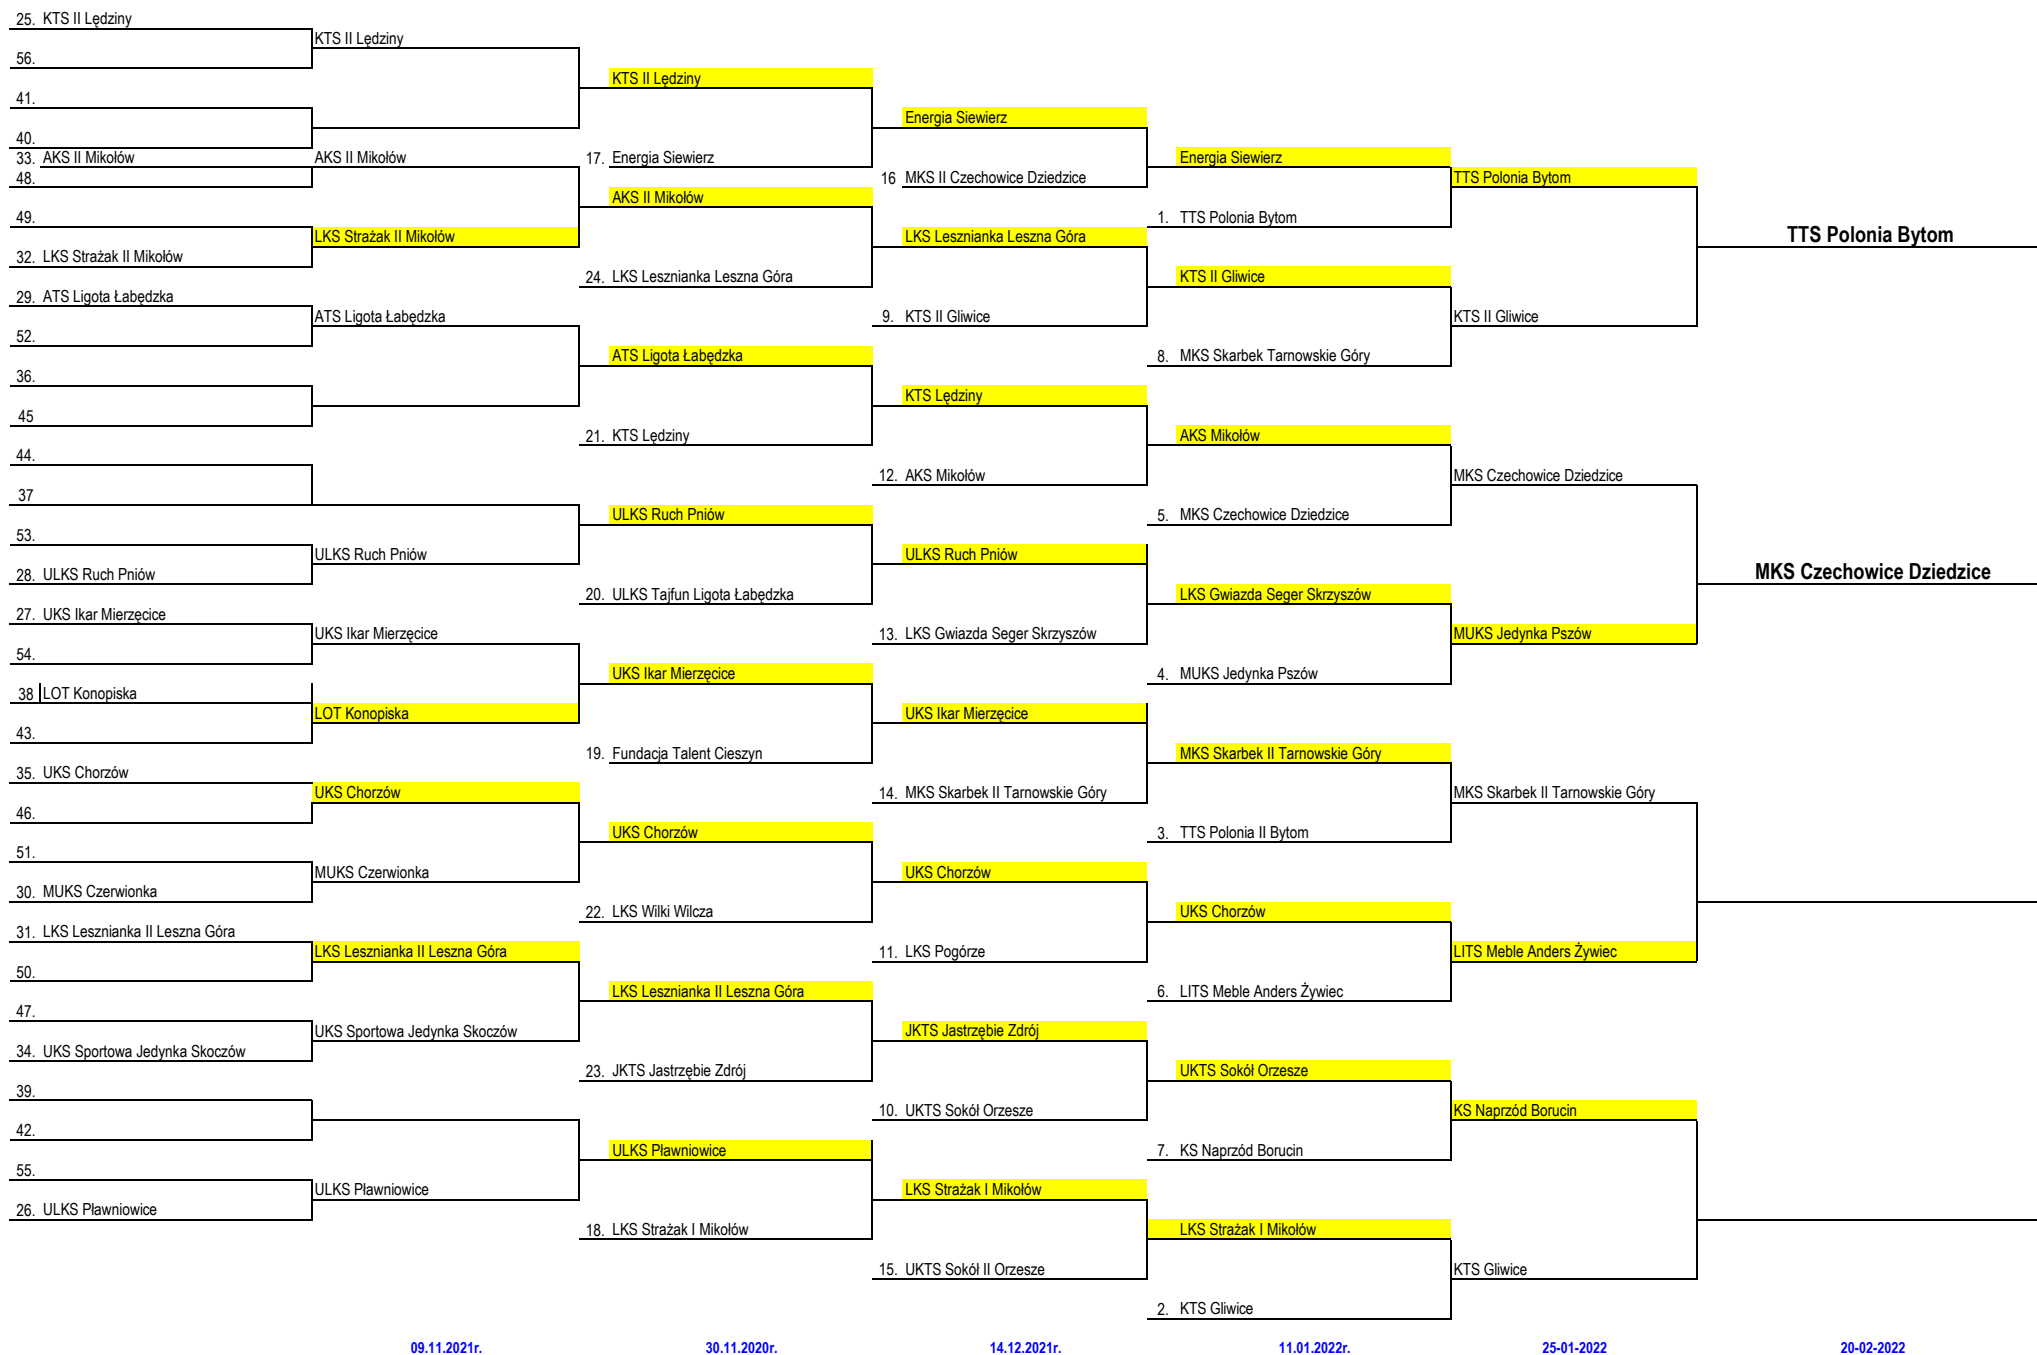 25. KTS II Lędziny
KTS II Lędziny
56.
KTS II Lędziny
41.
Energia Siewierz
40.
33. AKS II Mikołów
AKS II Mikołów
17. Energia Siewierz
Energia Siewierz
48.
16 MKS II Czechowice Dziedzice
TTS Polonia Bytom
AKS II Mikołów
49.
1. TTS Polonia Bytom
LKS Strażak II Mikołów
LKS Lesznianka Leszna Góra
TTS Polonia Bytom
32. LKS Strażak II Mikołów
24. LKS Lesznianka Leszna Góra
KTS II Gliwice
29. ATS Ligota Łabędzka
ATS Ligota Łabędzka
9. KTS II Gliwice
KTS II Gliwice
52.
ATS Ligota Łabędzka
8. MKS Skarbek Tarnowskie Góry
36.
KTS Lędziny
45
21. KTS Lędziny
AKS Mikołów
44.
12. AKS Mikołów
MKS Czechowice Dziedzice
37
ULKS Ruch Pniów
5. MKS Czechowice Dziedzice
53.
ULKS Ruch Pniów
ULKS Ruch Pniów
28. ULKS Ruch Pniów
MKS Czechowice Dziedzice
20. ULKS Tajfun Ligota Łabędzka
LKS Gwiazda Seger Skrzyszów
27. UKS Ikar Mierzęcice
UKS Ikar Mierzęcice
13. LKS Gwiazda Seger Skrzyszów
MUKS Jedynka Pszów
54.
UKS Ikar Mierzęcice
4. MUKS Jedynka Pszów
38 LOT Konopiska
LOT Konopiska
UKS Ikar Mierzęcice
43.
19. Fundacja Talent Cieszyn
MKS Skarbek II Tarnowskie Góry
35. UKS Chorzów
UKS Chorzów
14. MKS Skarbek II Tarnowskie Góry
MKS Skarbek II Tarnowskie Góry
46.
UKS Chorzów
3. TTS Polonia II Bytom
51.
MUKS Czerwionka
UKS Chorzów
30. MUKS Czerwionka
22. LKS Wilki Wilcza
UKS Chorzów
31. LKS Lesznianka II Leszna Góra
LKS Lesznianka II Leszna Góra
11. LKS Pogórze
LITS Meble Anders Żywiec
50.
LKS Lesznianka II Leszna Góra
6. LITS Meble Anders Żywiec
47.
UKS Sportowa Jedynka Skoczów
JKTS Jastrzębie Zdrój
34. UKS Sportowa Jedynka Skoczów
23. JKTS Jastrzębie Zdrój
UKTS Sokół Orzesze
39.
10. UKTS Sokół Orzesze
KS Naprzód Borucin
42.
ULKS Pławniowice
7. KS Naprzód Borucin
55.
ULKS Pławniowice
LKS Strażak I Mikołów
26. ULKS Pławniowice
18. LKS Strażak I Mikołów
LKS Strażak I Mikołów
15. UKTS Sokół II Orzesze
KTS Gliwice
2. KTS Gliwice
09.11.2021r.
30.11.2020r.
14.12.2021r.
11.01.2022r.
25-01-2022
20-02-2022